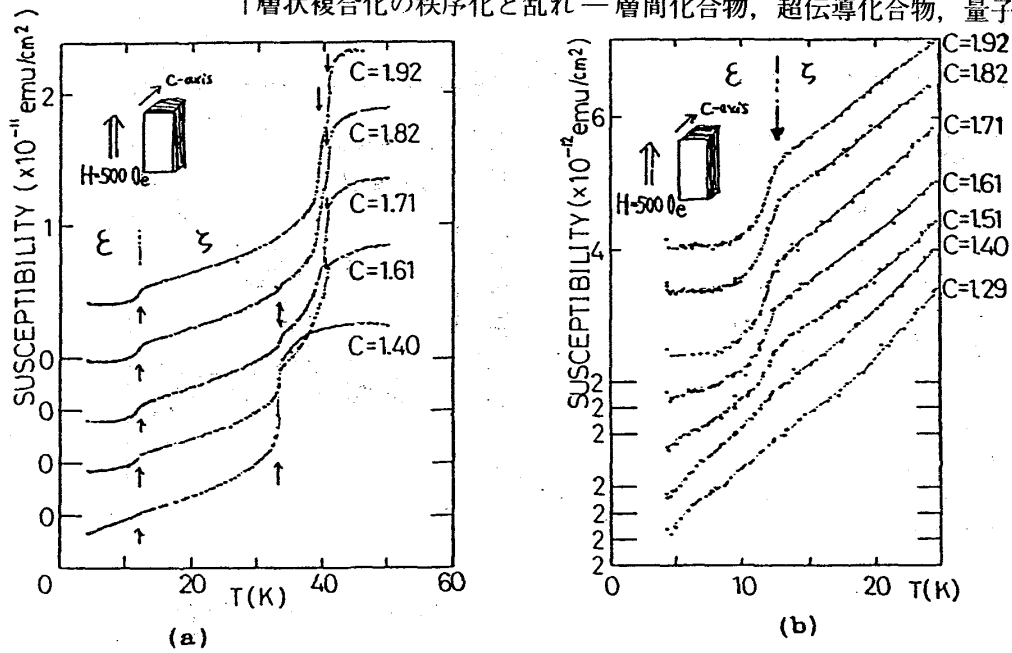 「層状複合化の秩序化と乱れ—層間化合物，超伝導化合物，量子
SUSCEPTIBILITY (×10⁻¹¹ emu/cm²)
2
1
0
0
0
0
C-axis
H=500 Oe
ε
ζ
C=1.92
C=1.82
C=1.71
C=1.61
C=1.40
0
20
40
60
T(K)
(a)
SUSCEPTIBILITY (×10⁻¹² emu/cm²)
6
4
2
2
2
2
2
2
2
C-axis
H=500 Oe
ε
ζ
C=1.92
C=1.82
C=1.71
C=1.61
C=1.51
C=1.40
C=1.29
0
10
20
T(K)
(b)